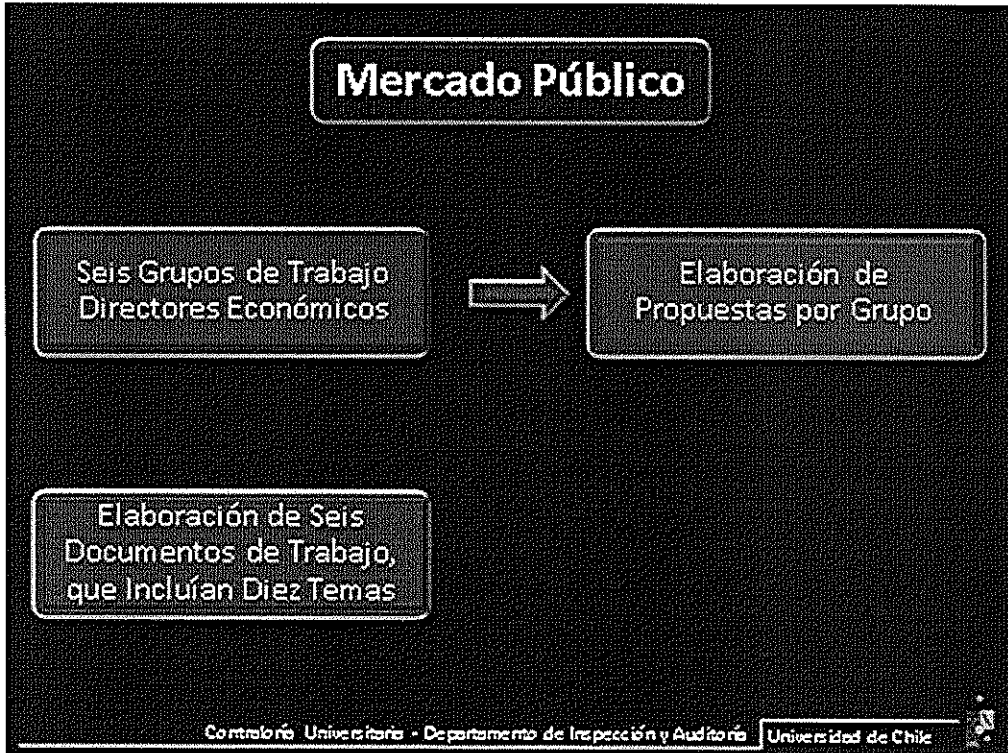 Mercado Público
Seis Grupos de Trabajo
Directores Económicos
Elaboración de
Propuestas por Grupo
Elaboración de Seis
Documentos de Trabajo,
que Incluían Diez Temas
Contraloría Universitaria - Departamento de Inspección y Auditoría
Universidad de Chile